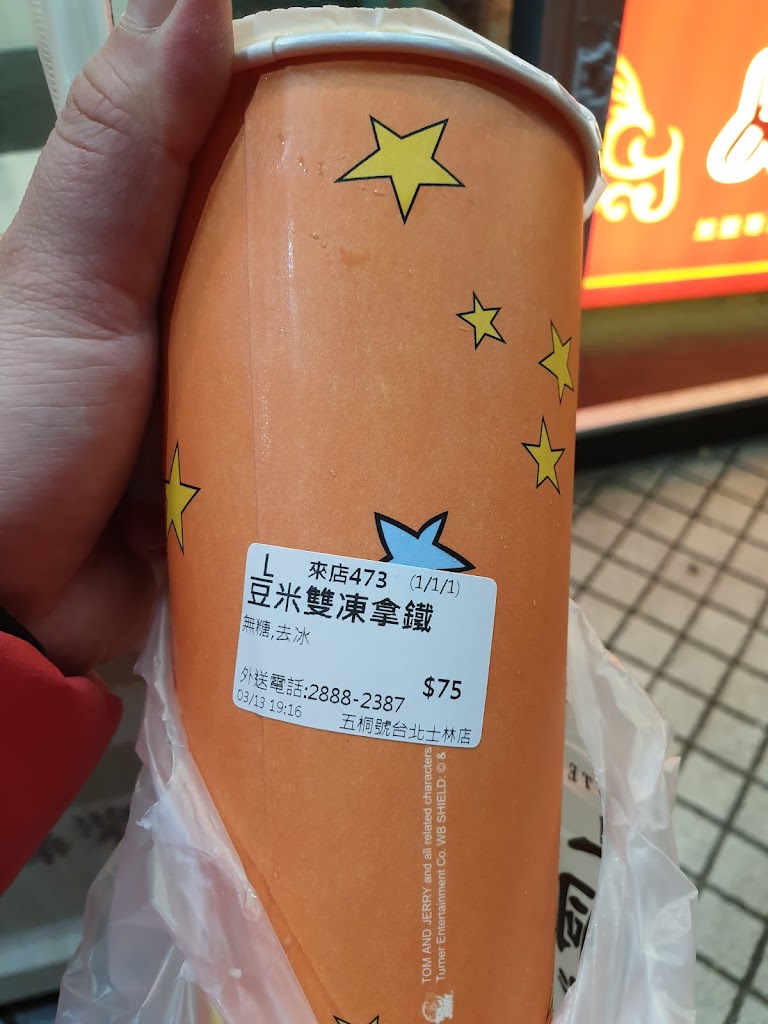 L 來店473 (1/1/1)
豆米雙凍拿鐵
無糖,去冰
$75
外送電話:2888-2387
03/13 19:16
五桐號台北士林店
TOM AND JERRY and all related characters
Turner Entertainment Co. WB SHIELD: © &